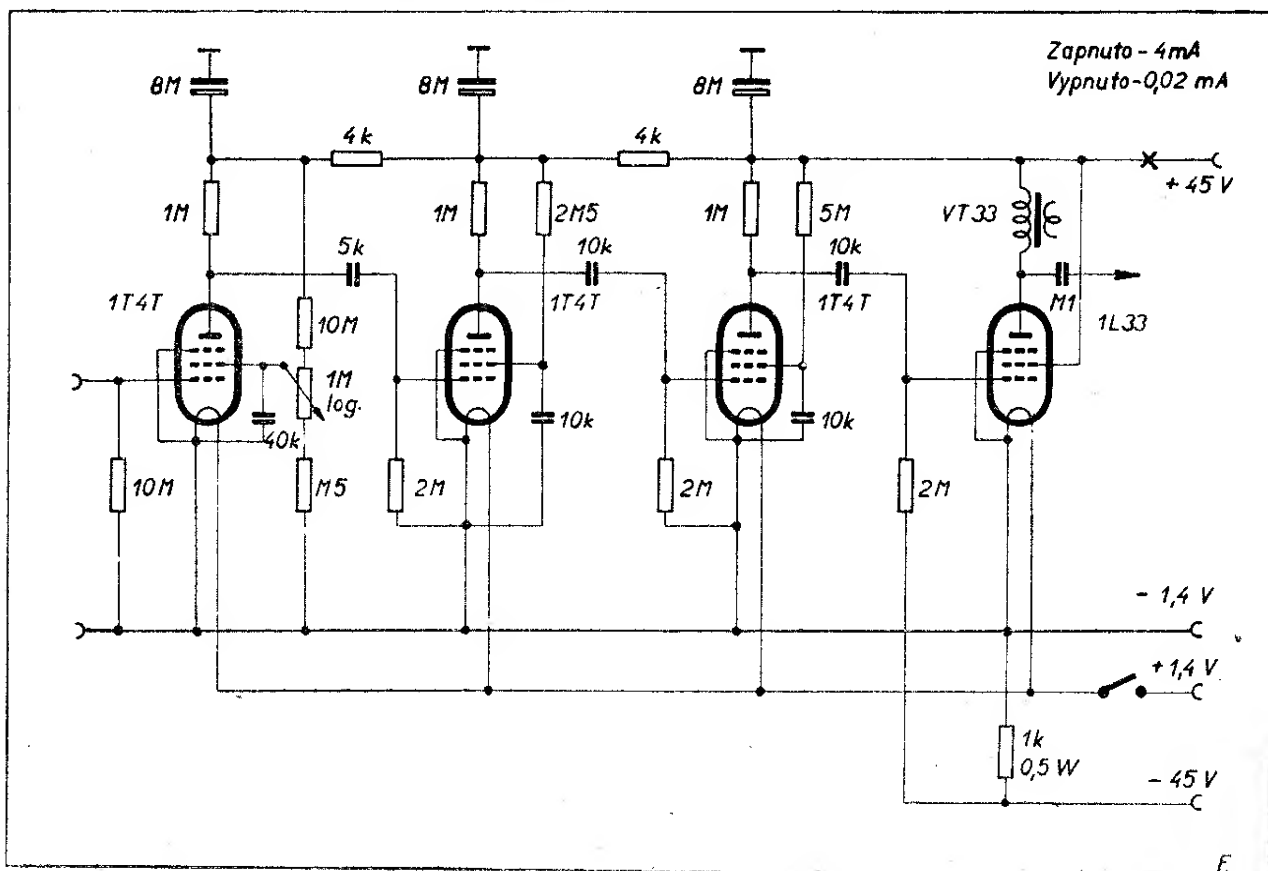 Zapnuto - 4mA
Vypnuto - 0,02 mA
8M
8M
8M
4k
4k
+ 45 V
1M
1M
2M5
1M
5M
VT33
5k
10k
10k
1T4T
1T4T
1T4T
M1
1L33
10M
1M
log.
40k
10k
10k
10M
M5
2M
2M
2M
- 1,4 V
+ 1,4 V
1k
0,5 W
- 45 V